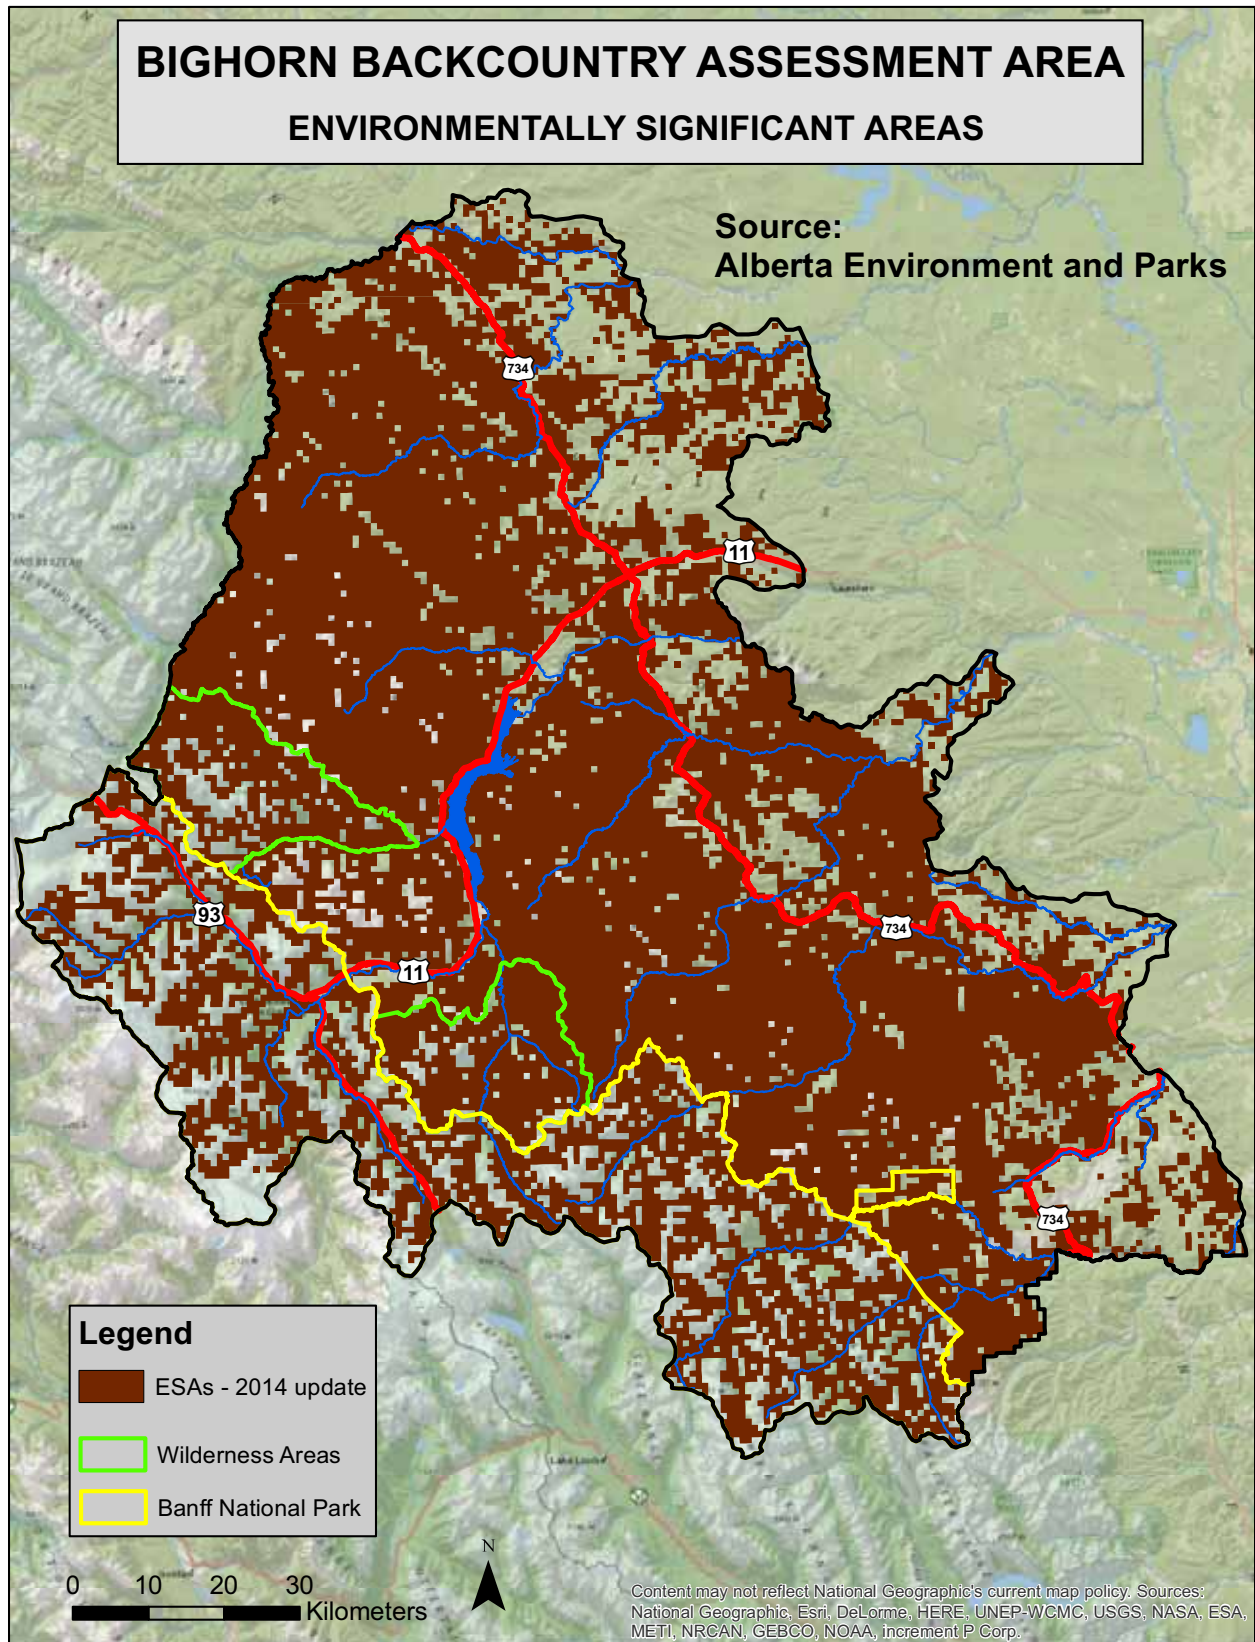 BIGHORN BACKCOUNTRY ASSESSMENT AREA
ENVIRONMENTALLY SIGNIFICANT AREAS
Source:
Alberta Environment and Parks
734
11
93
11
734
734
Lake Louise
Legend
ESAs - 2014 update
Wilderness Areas
Banff National Park
N
0 10 20 30
Kilometers
Content may not reflect National Geographic's current map policy. Sources:
National Geographic, Esri, DeLorme, HERE, UNEP-WCMC, USGS, NASA, ESA,
METI, NRCAN, GEBCO, NOAA, increment P Corp.